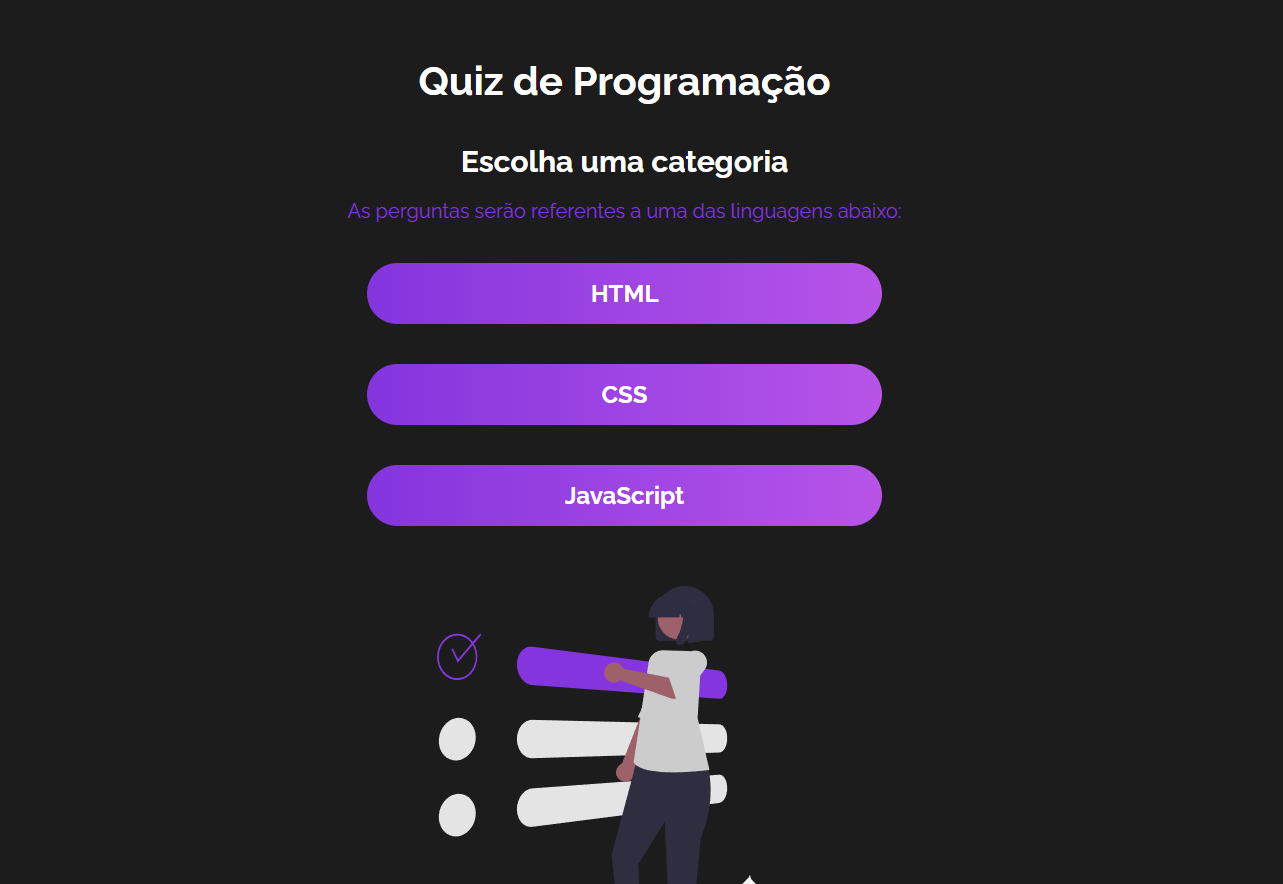 Quiz de Programação
Escolha uma categoria
As perguntas serão referentes a uma das linguagens abaixo:
HTML
CSS
JavaScript